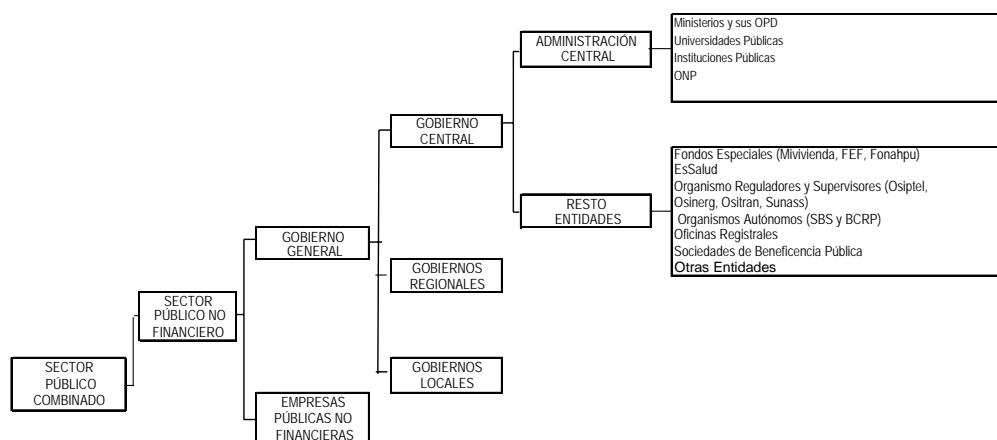 Ministerios y sus OPD
Universidades Públicas
Instituciones Públicas
ONP
ADMINISTRACIÓN
CENTRAL
GOBIERNO
CENTRAL
Fondos Especiales (Mivivienda, FEF, Fonahpu)
EsSalud
Organismo Reguladores y Supervisores (Osiptel,
Osinerg, Ositran, Sunass)
Organismos Autónomos (SBS y BCRP)
Oficinas Registrales
Sociedades de Beneficencia Pública
Otras Entidades
RESTO
ENTIDADES
GOBIERNO
GENERAL
GOBIERNOS
REGIONALES
SECTOR
PÚBLICO NO
FINANCIERO
SECTOR
PÚBLICO
COMBINADO
GOBIERNOS
LOCALES
EMPRESAS
PÚBLICAS NO
FINANCIERAS